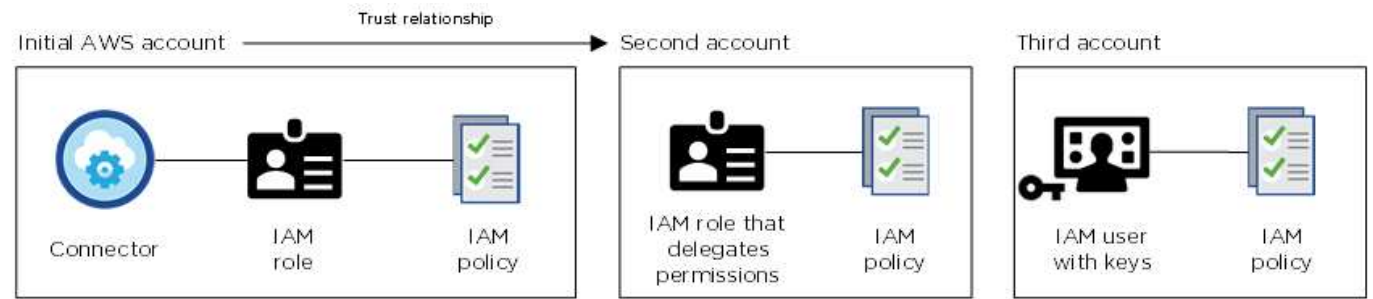 Trust relationship
Initial AWS account
Second account
Third account
Connector
IAM
role
IAM
policy
IAM role that
delegates
permissions
IAM
policy
IAM user
with keys
IAM
policy